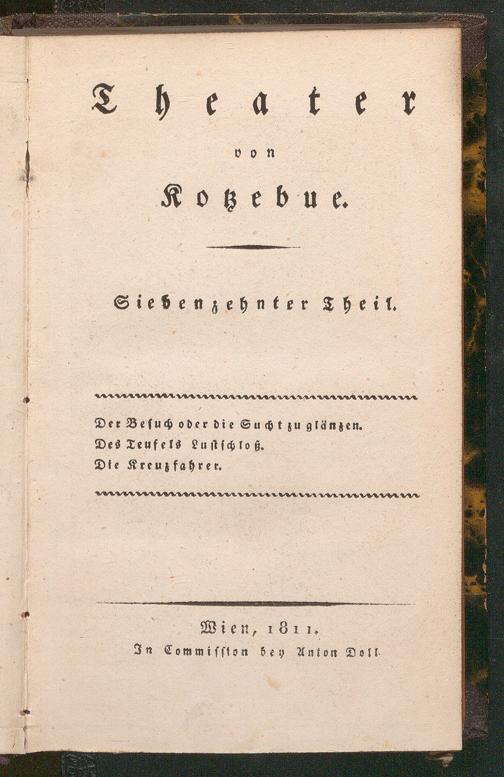 Theater
von
Kotzebue.
Siebenzehnter Theil.
Der Besuch oder die Sucht zu glänzen.
Des Teufels Lustschloß.
Die Kreuzfahrer.
Wien, 1811.
In Commission bey Anton Doll.